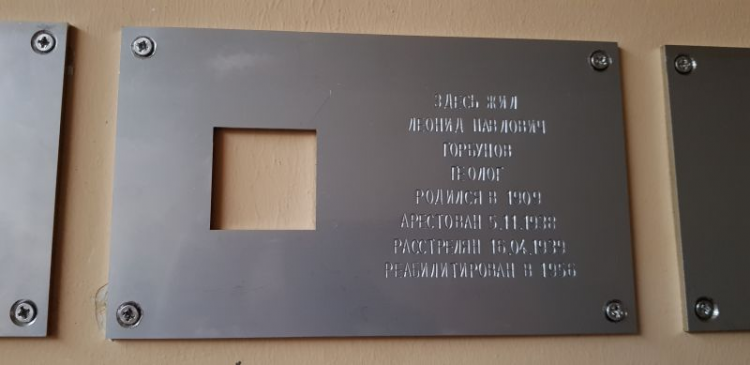 ЗДЕСЬ ЖИЛ
ЛЕОНИД ПАВЛОВИЧ
ГОРБУНОВ
ГЕОЛОГ
РОДИЛСЯ В 1909
АРЕСТОВАН 5.11.1938
РАССТРЕЛЯН 16.04.1939
РЕАБИЛИТИРОВАН В 1956